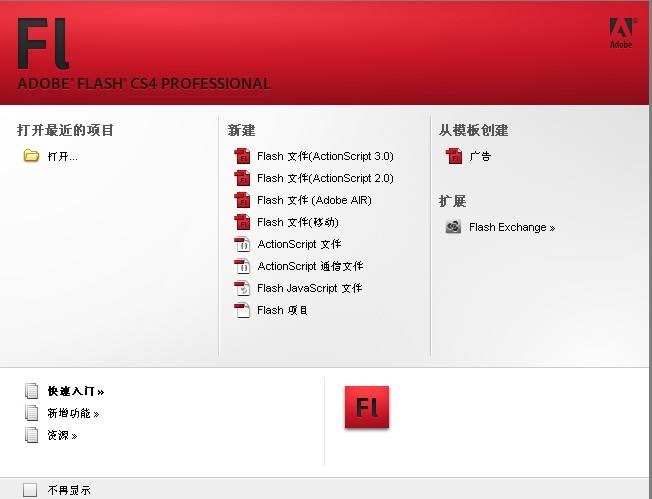 Fl
Adobe
ADOBE® FLASH® CS4 PROFESSIONAL
打开最近的项目
打开...
新建
Flash 文件(ActionScript 3.0)
Flash 文件(ActionScript 2.0)
Flash 文件 (Adobe AIR)
Flash 文件(移动)
ActionScript 文件
ActionScript 通信文件
Flash JavaScript 文件
Flash 项目
从模板创建
广告
扩展
Flash Exchange »
快速入门 »
新增功能 »
资源 »
Fl
不再显示